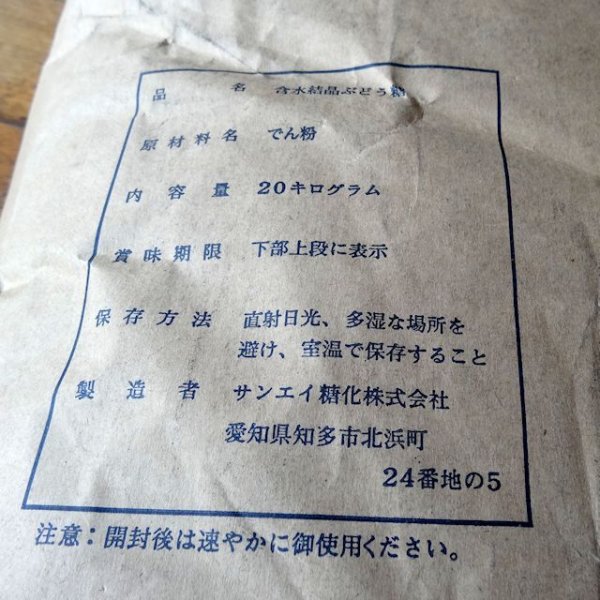 品名 含水結晶ぶどう糖
原材料名 でん粉
内容量 20キログラム
賞味期限 下部上段に表示
保存方法 直射日光、多湿な場所を
避け、室温で保存すること
製造者 サンエイ糖化株式会社
愛知県知多市北浜町
24番地の5
注意：開封後は速やかに御使用ください。